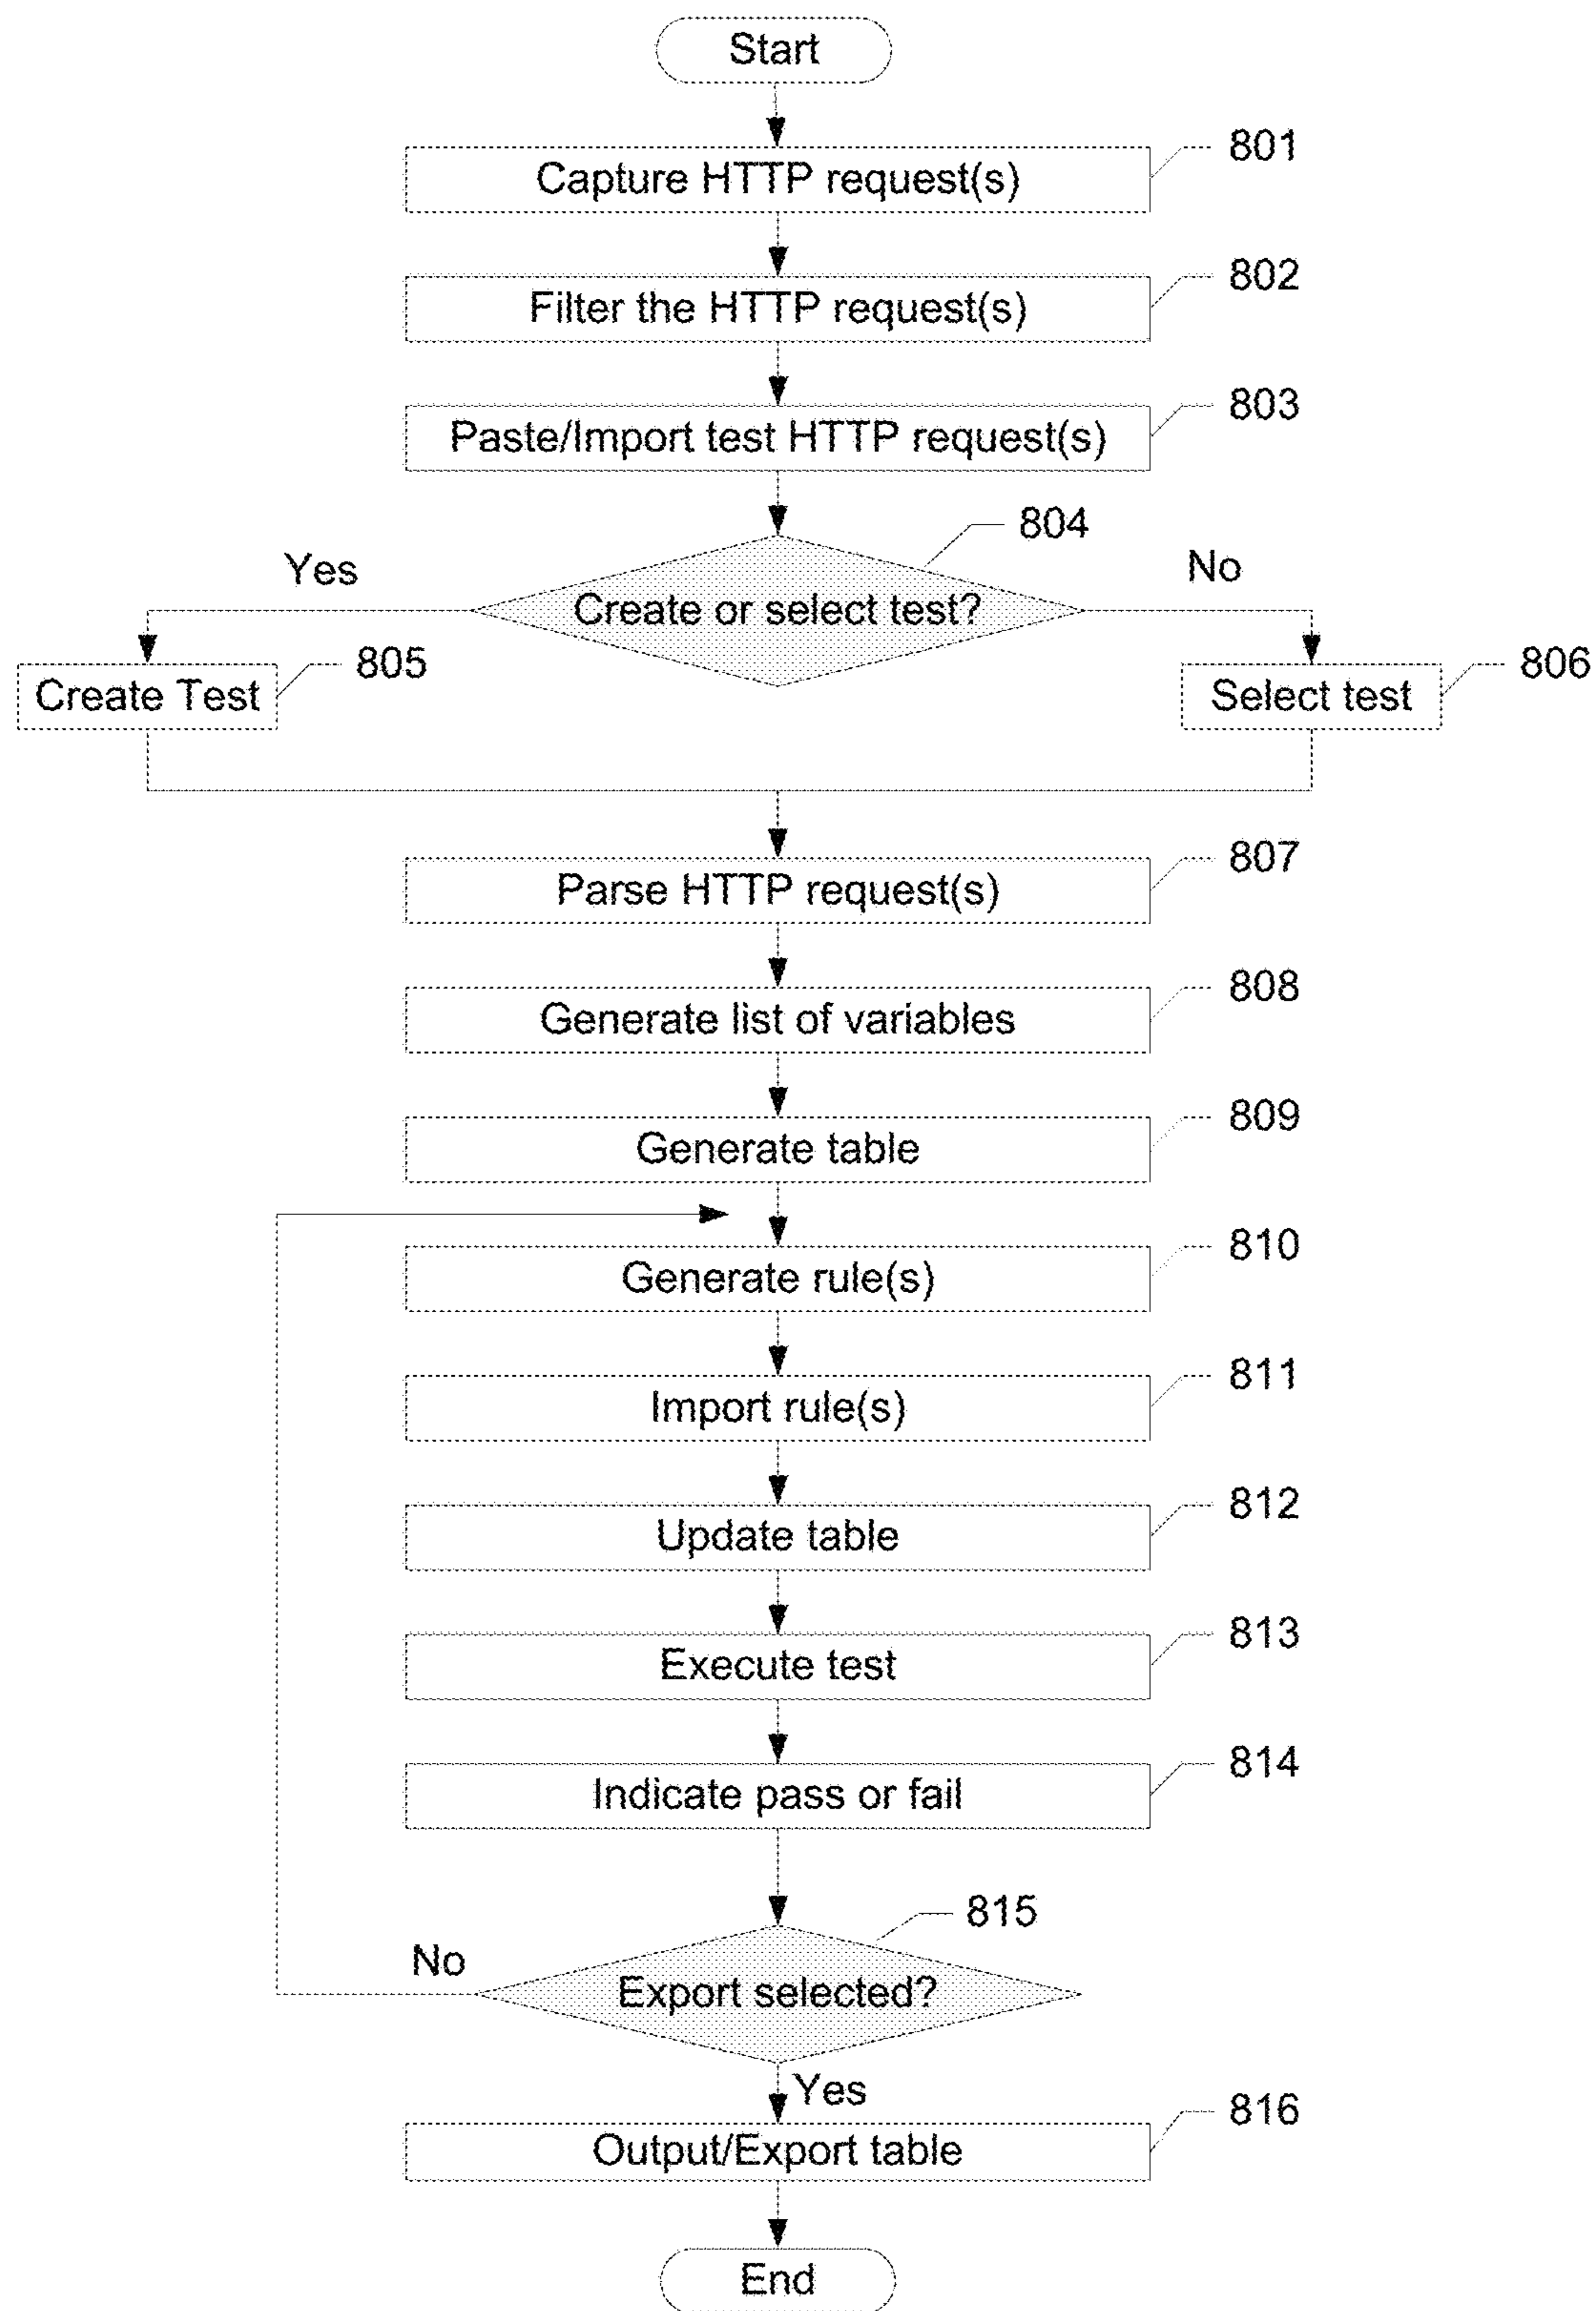 Start
801
Capture HTTP request(s)
802
Filter the HTTP request(s)
803
Paste/Import test HTTP request(s)
804
Yes
No
Create or select test?
805
Create Test
806
Select test
807
Parse HTTP request(s)
808
Generate list of variables
809
Generate table
810
Generate rule(s)
811
Import rule(s)
812
Update table
813
Execute test
814
Indicate pass or fail
815
No
Export selected?
Yes
816
Output/Export table
End